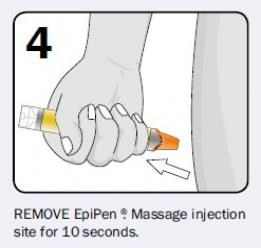 4
REMOVE EpiPen ® Massage injection
site for 10 seconds.